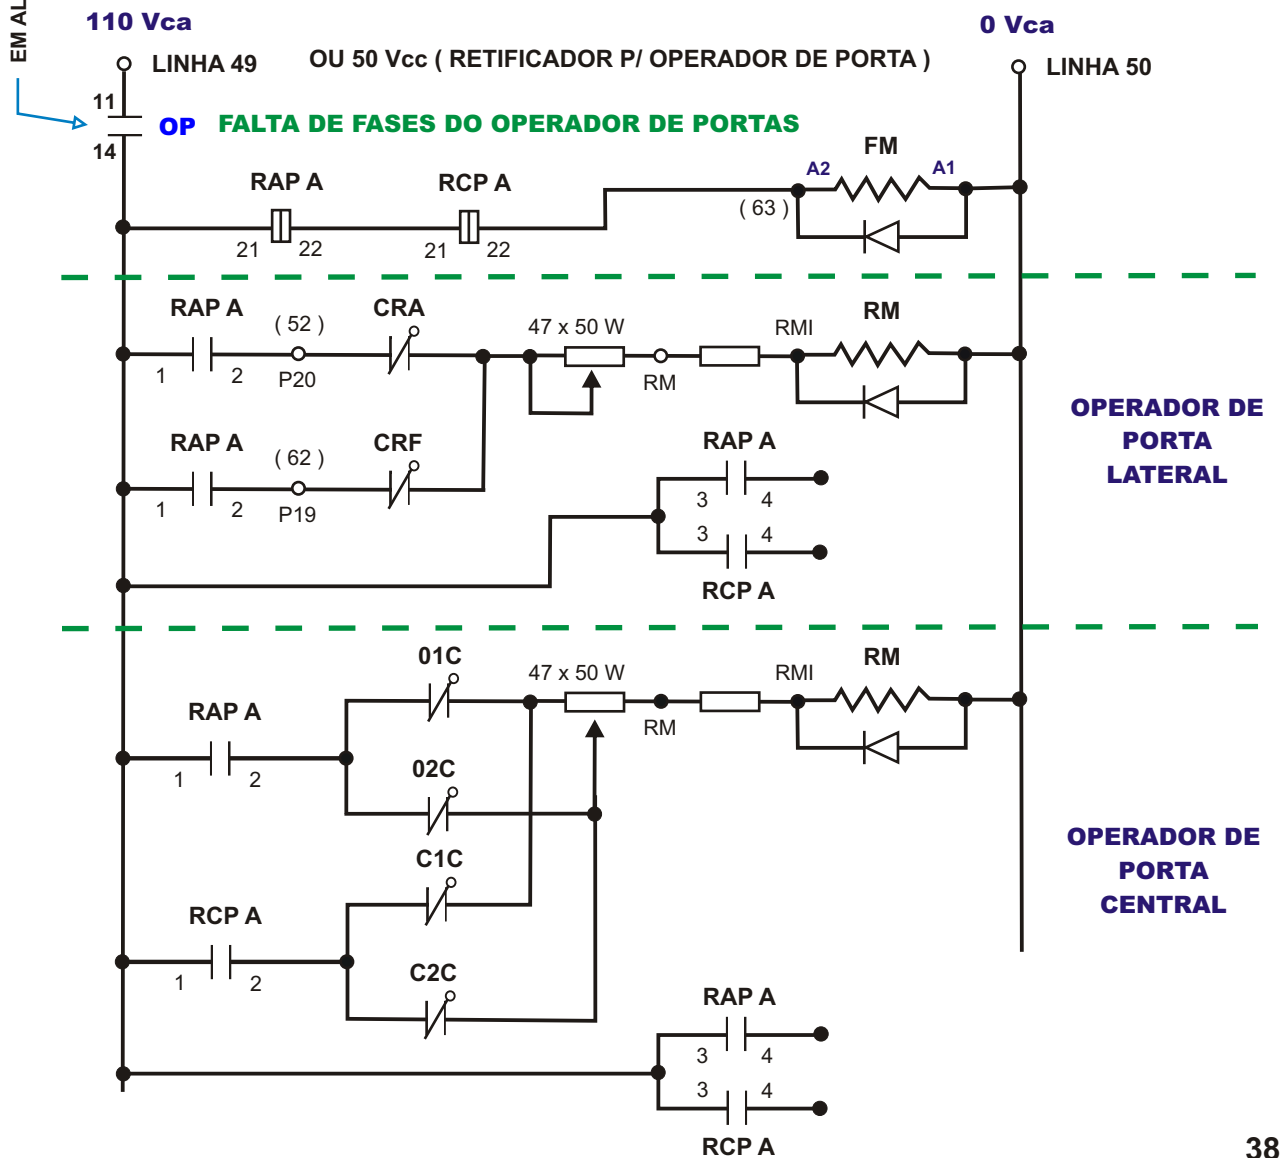 EM AL
110 Vca
0 Vca
LINHA 49
OU 50 Vcc ( RETIFICADOR P/ OPERADOR DE PORTA )
LINHA 50
11
OP
FALTA DE FASES DO OPERADOR DE PORTAS
14
FM
A2
A1
RAP A
RCP A
( 63 )
21
22
21
22
RAP A
( 52 )
CRA
47 x 50 W
RMI
RM
1
2
P20
RM
OPERADOR DE
PORTA
LATERAL
RAP A
( 62 )
CRF
RAP A
1
2
P19
3
4
3
4
RCP A
01C
47 x 50 W
RMI
RM
RAP A
RM
1
2
02C
OPERADOR DE
PORTA
CENTRAL
C1C
RCP A
1
2
C2C
RAP A
3
4
3
4
RCP A
38